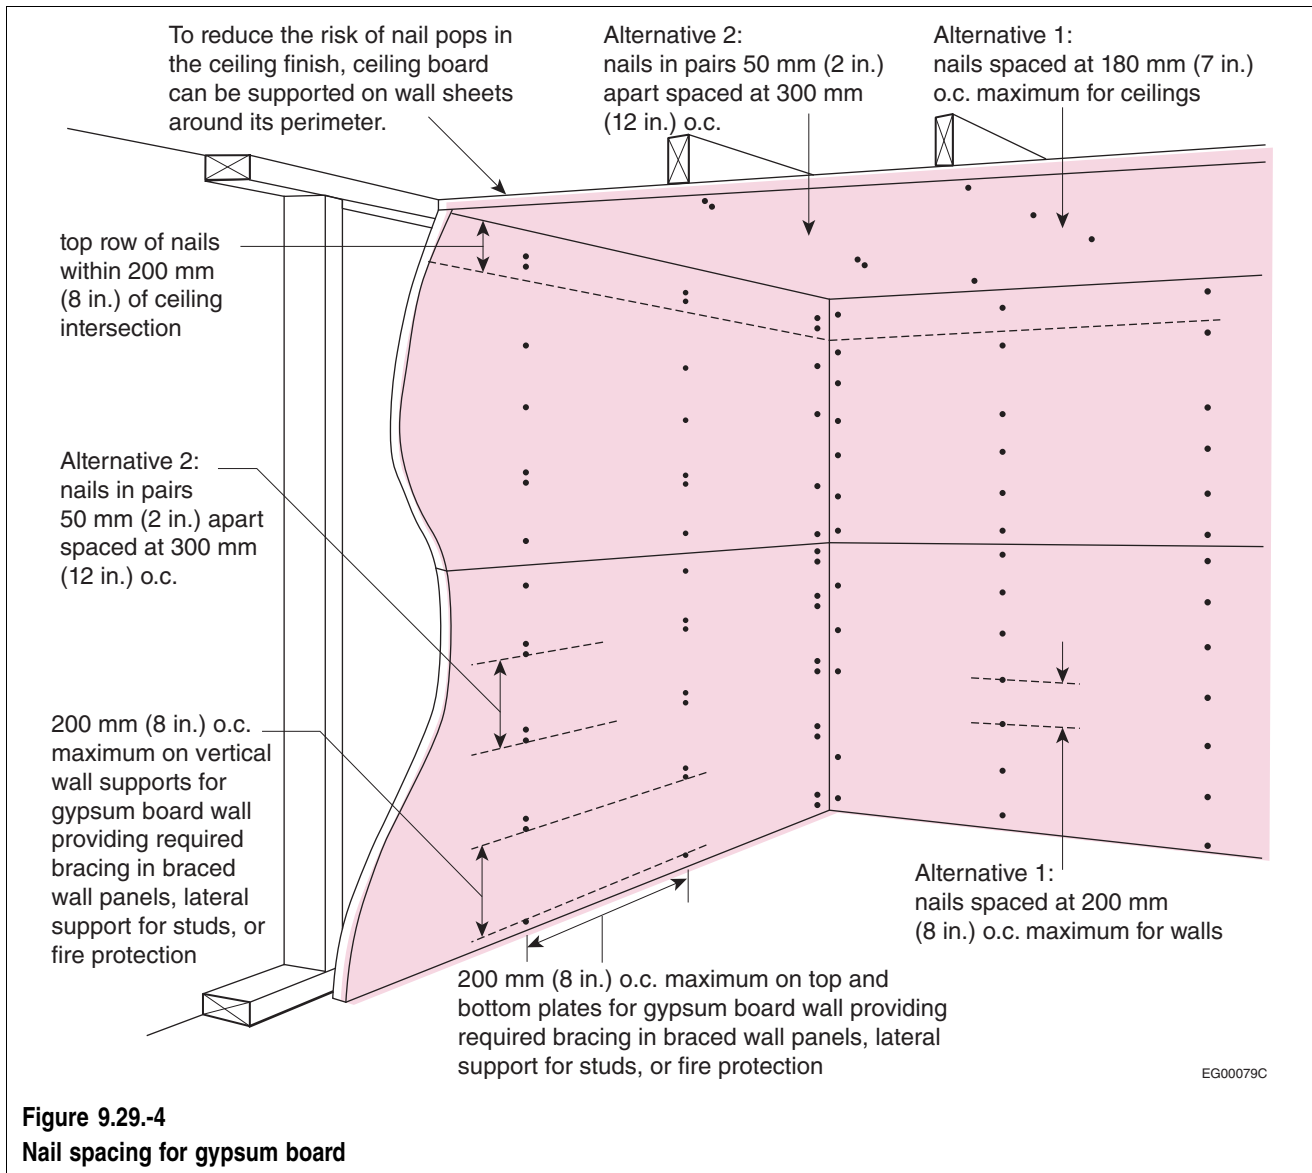 To reduce the risk of nail pops in
the ceiling finish, ceiling board
can be supported on wall sheets
around its perimeter.
Alternative 2:
nails in pairs 50 mm (2 in.)
apart spaced at 300 mm
(12 in.) o.c.
Alternative 1:
nails spaced at 180 mm (7 in.)
o.c. maximum for ceilings
top row of nails
within 200 mm
(8 in.) of ceiling
intersection
Alternative 2:
nails in pairs
50 mm (2 in.) apart
spaced at 300 mm
(12 in.) o.c.
200 mm (8 in.) o.c.
maximum on vertical
wall supports for
gypsum board wall
providing required
bracing in braced
wall panels, lateral
support for studs, or
fire protection
Alternative 1:
nails spaced at 200 mm
(8 in.) o.c. maximum for walls
200 mm (8 in.) o.c. maximum on top and
bottom plates for gypsum board wall providing
required bracing in braced wall panels, lateral
support for studs, or fire protection
EG00079C
Figure 9.29.-4
Nail spacing for gypsum board